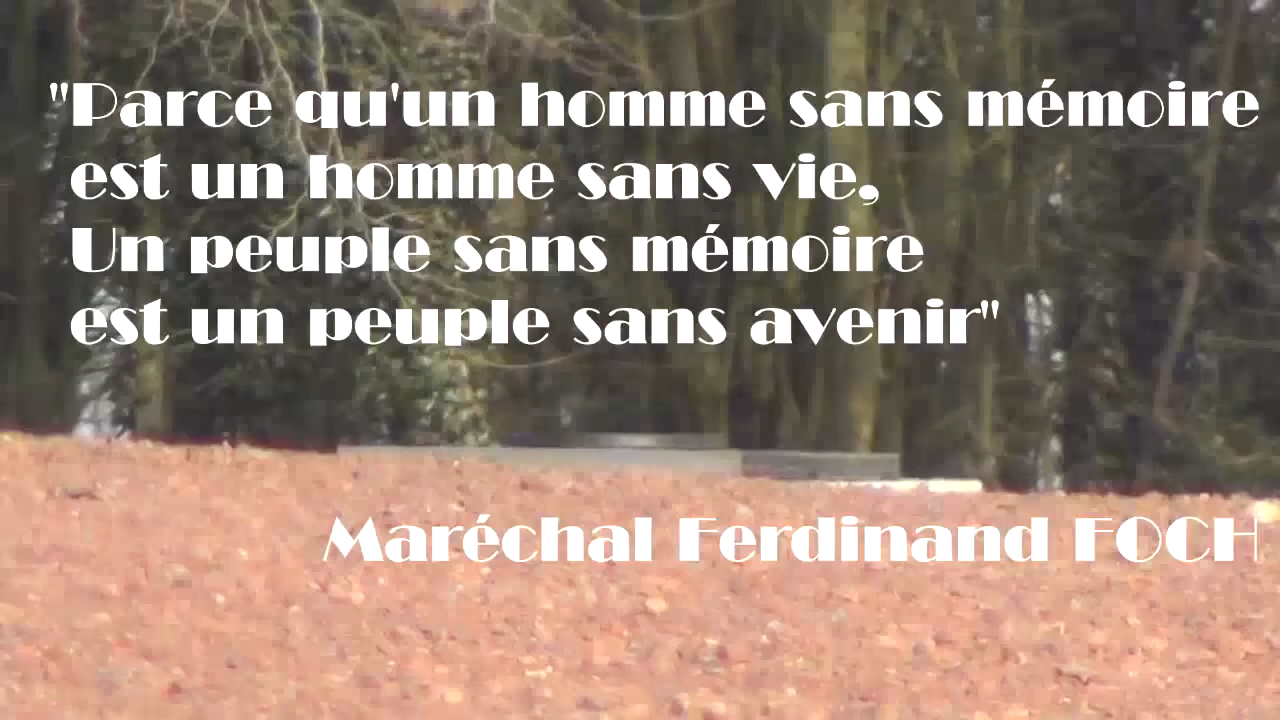 "Parce qu'un homme sans mémoire
est un homme sans vie,
Un peuple sans mémoire
est un peuple sans avenir"
Maréchal Ferdinand FOCH